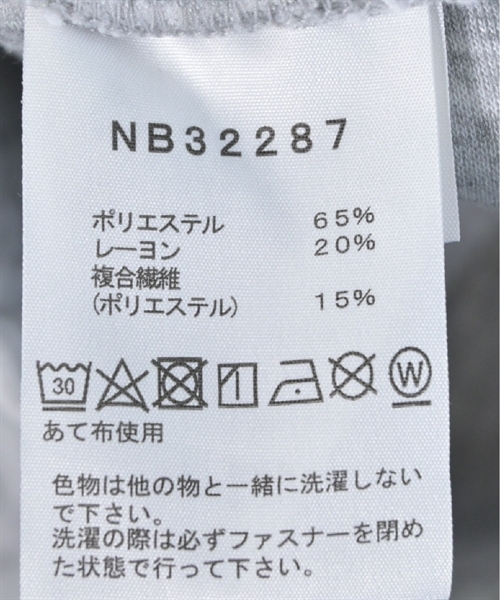 NB32287
ポリエステル 65%
レーヨン 20%
複合繊維
(ポリエステル) 15%
30 W
あて布使用
色物は他の物と一緒に洗濯しない
で下さい。
洗濯の際は必ずファスナーを閉め
た状態で行って下さい。